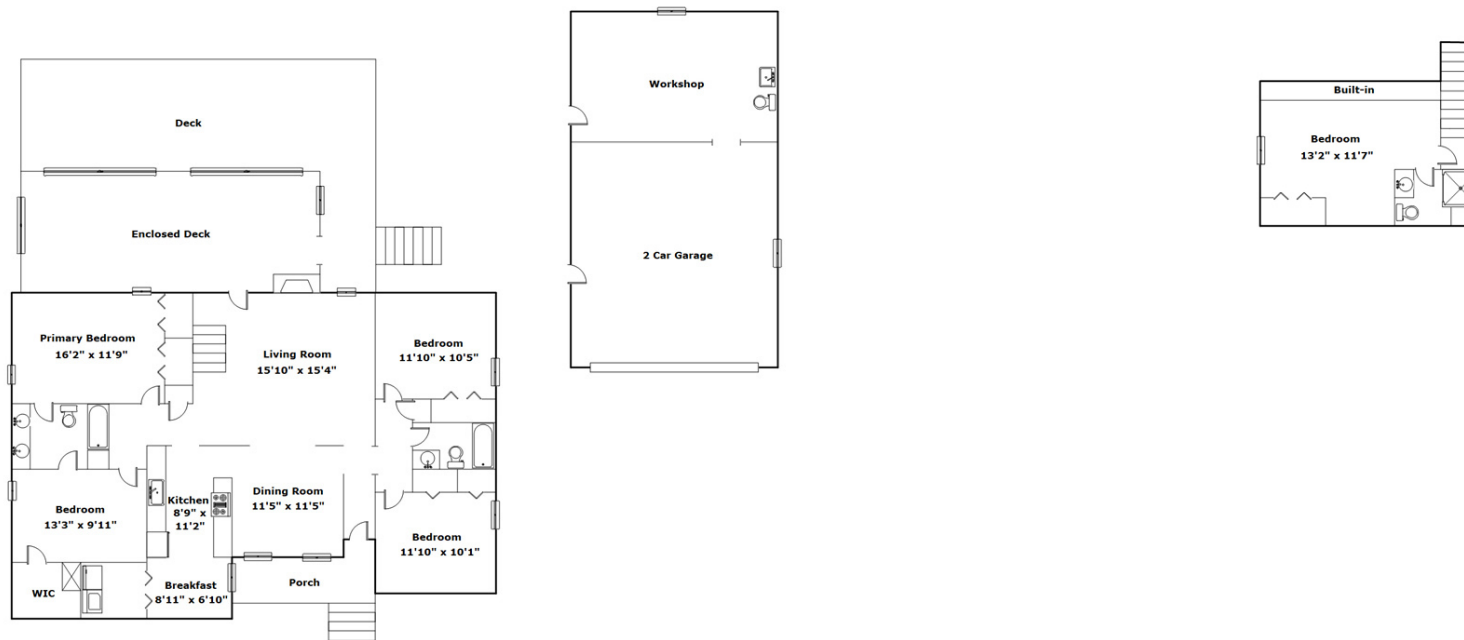 Deck
Enclosed Deck
Primary Bedroom
16'2" x 11'9"
Living Room
15'10" x 15'4"
Bedroom
11'10" x 10'5"
Bedroom
13'3" x 9'11"
Kitchen
8'9" x
11'2"
Dining Room
11'5" x 11'5"
Bedroom
11'10" x 10'1"
WIC
Breakfast
8'11" x 6'10"
Porch
Workshop
2 Car Garage
Built-in
Bedroom
13'2" x 11'7"